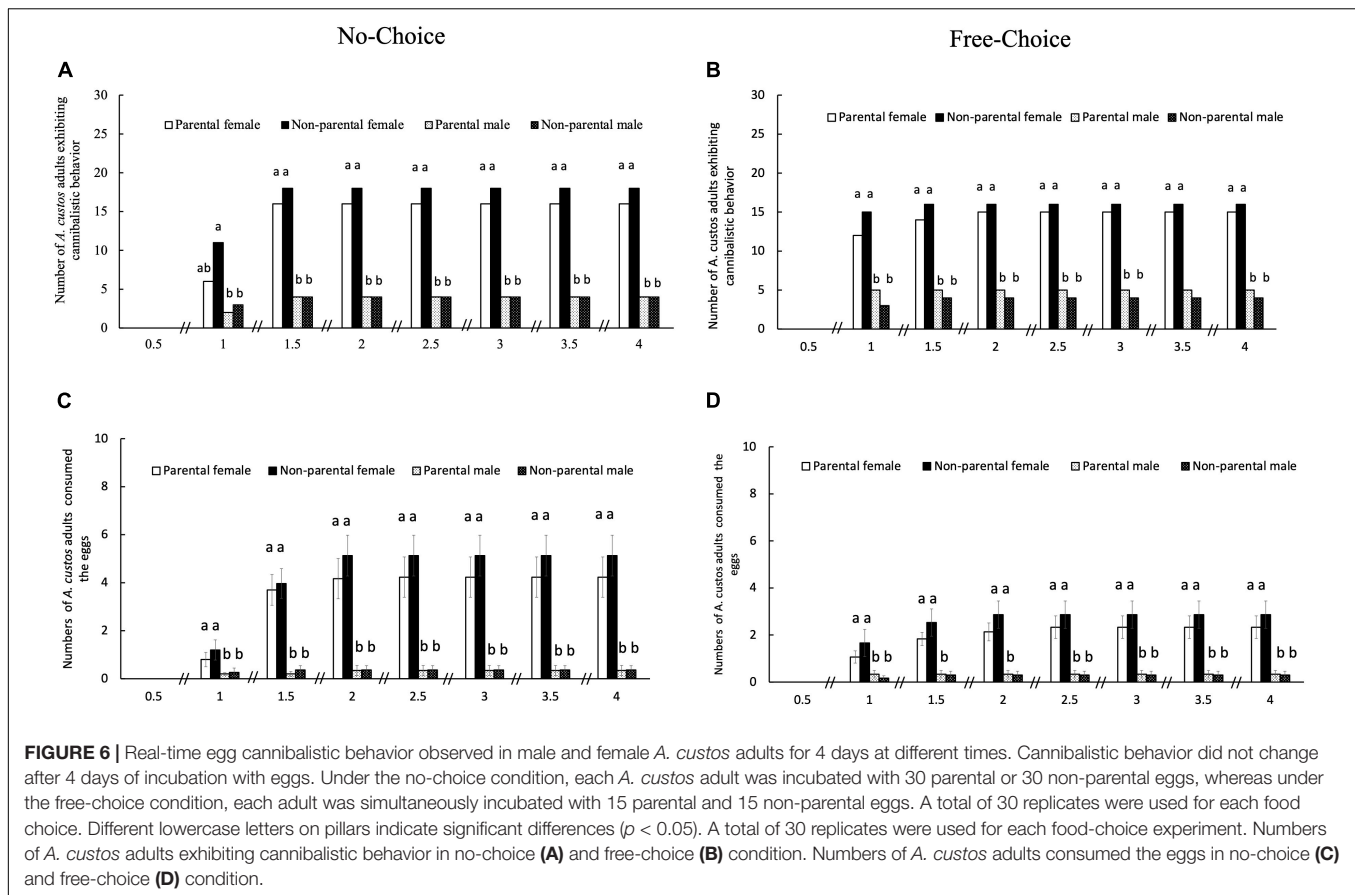 No-Choice
Free-Choice
A
30
25
20
15
10
5
0
Number of A. custos adults exhibiting
cannibalistic behavior
Parental female Non-parental female Parental male Non-parental male
ab a b b a a b b a a b b a a b b a a b b a a b b a a b b
0.5 // 1 // 1.5 // 2 // 2.5 // 3 // 3.5 // 4
B
30
25
20
15
10
5
0
Number of A. custos adults exhibiting
cannibalistic behavior
Parental female Non-parental female Parental male Non-parental male
a a b b a a b b a a b b a a b b a a b b a a b b a a b b
0.5 // 1 // 1.5 // 2 // 2.5 // 3 // 3.5 // 4
C
10
8
6
4
2
0
Numbers of A. custos adults consumed
the eggs
Parental female Non-parental female Parental male Non-parental male
a a b b a a b b a a b b a a b b a a b b a a b b a a b b
0.5 // 1 // 1.5 // 2 // 2.5 // 3 // 3.5 // 4
D
10
8
6
4
2
0
Numbers of A. custos adults consumed the
eggs
Parental female Non-parental female Parental male Non-parental male
a a b b a a b b a a b b a a b b a a b b a a b b a a b b
0.5 // 1 // 1.5 // 2 // 2.5 // 3 // 3.5 // 4
FIGURE 6 | Real-time egg cannibalistic behavior observed in male and female A. custos adults for 4 days at different times. Cannibalistic behavior did not change
after 4 days of incubation with eggs. Under the no-choice condition, each A. custos adult was incubated with 30 parental or 30 non-parental eggs, whereas under
the free-choice condition, each adult was simultaneously incubated with 15 parental and 15 non-parental eggs. A total of 30 replicates were used for each food
choice. Different lowercase letters on pillars indicate significant differences (p < 0.05). A total of 30 replicates were used for each food-choice experiment. Numbers
of A. custos adults exhibiting cannibalistic behavior in no-choice (A) and free-choice (B) condition. Numbers of A. custos adults consumed the eggs in no-choice (C)
and free-choice (D) condition.